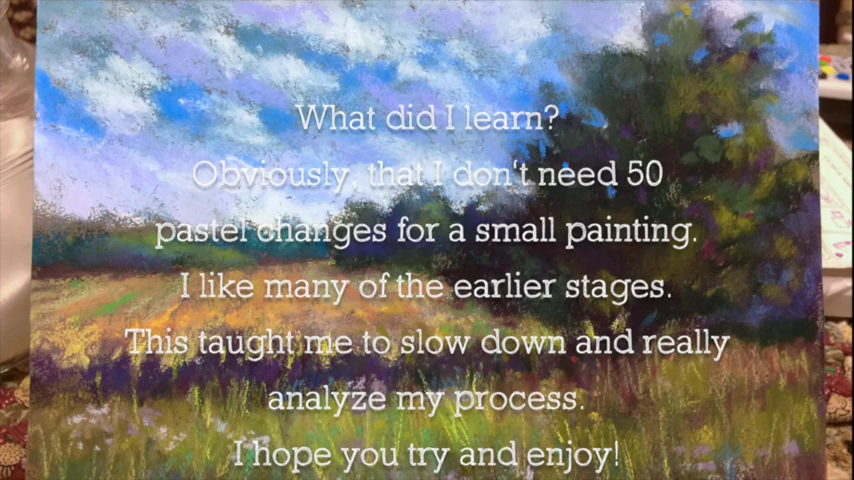 What did I learn?
Obviously, that I don't need 50
pastel changes for a small painting.
I like many of the earlier stages.
This taught me to slow down and really
analyze my process.
I hope you try and enjoy!